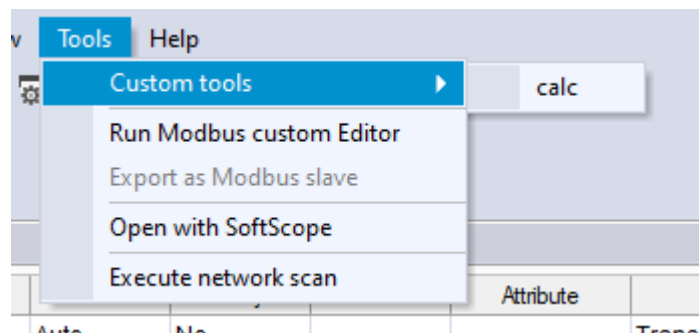 Tools Help
Custom tools
calc
Run Modbus custom Editor
Export as Modbus slave
Open with SoftScope
Execute network scan
Attribute
Auto No